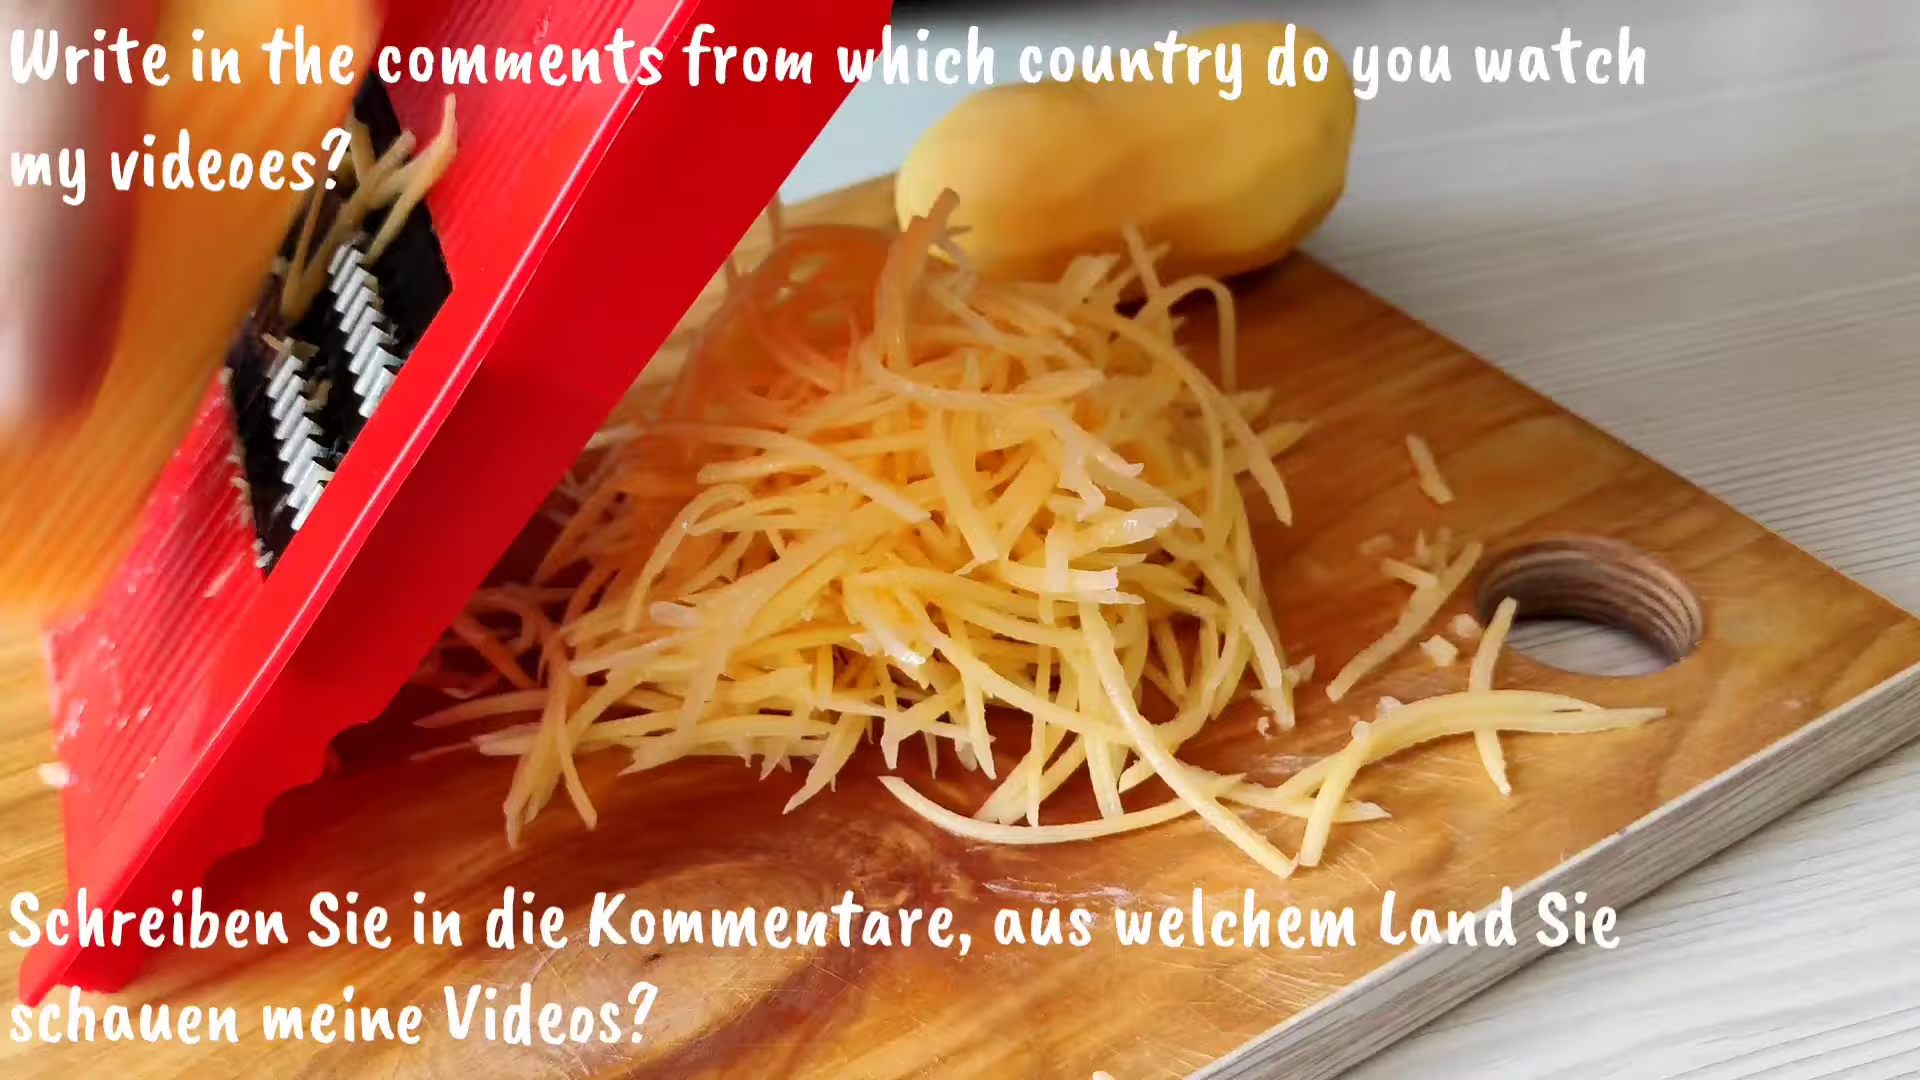 Write in the comments from which country do you watch
my videoes?
Schreiben Sie in die Kommentare, aus welchem Land Sie
schauen meine Videos?